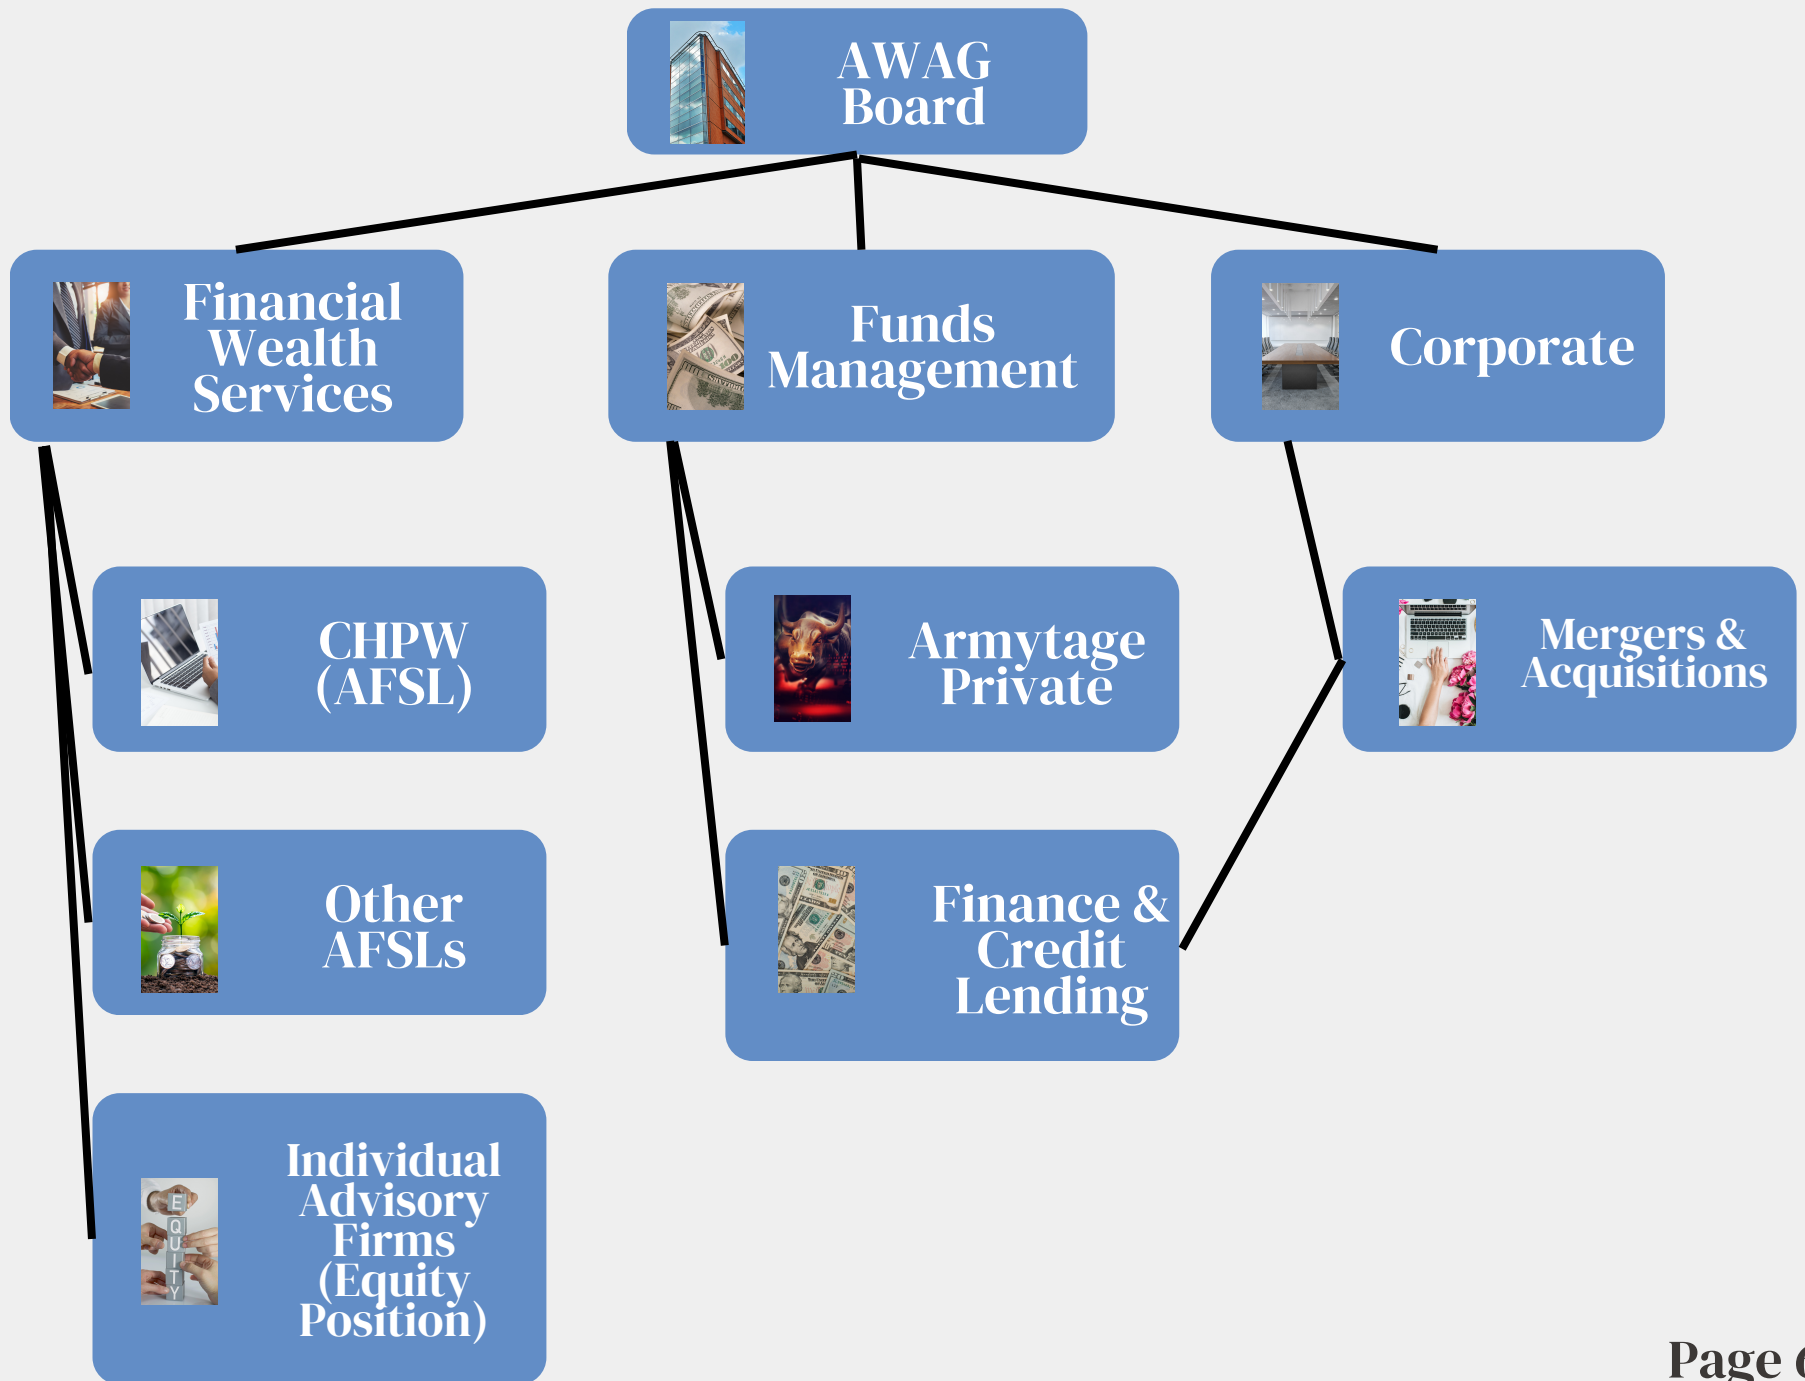 AWAG
Board
Financial
Wealth
Services
Funds
Management
Corporate
CHPW
(AFSL)
Armytage
Private
Mergers &
Acquisitions
Other
AFSLs
Finance &
Credit
Lending
Individual
Advisory
Firms
(Equity
Position)
E
Q
U
I
T
Y
Page